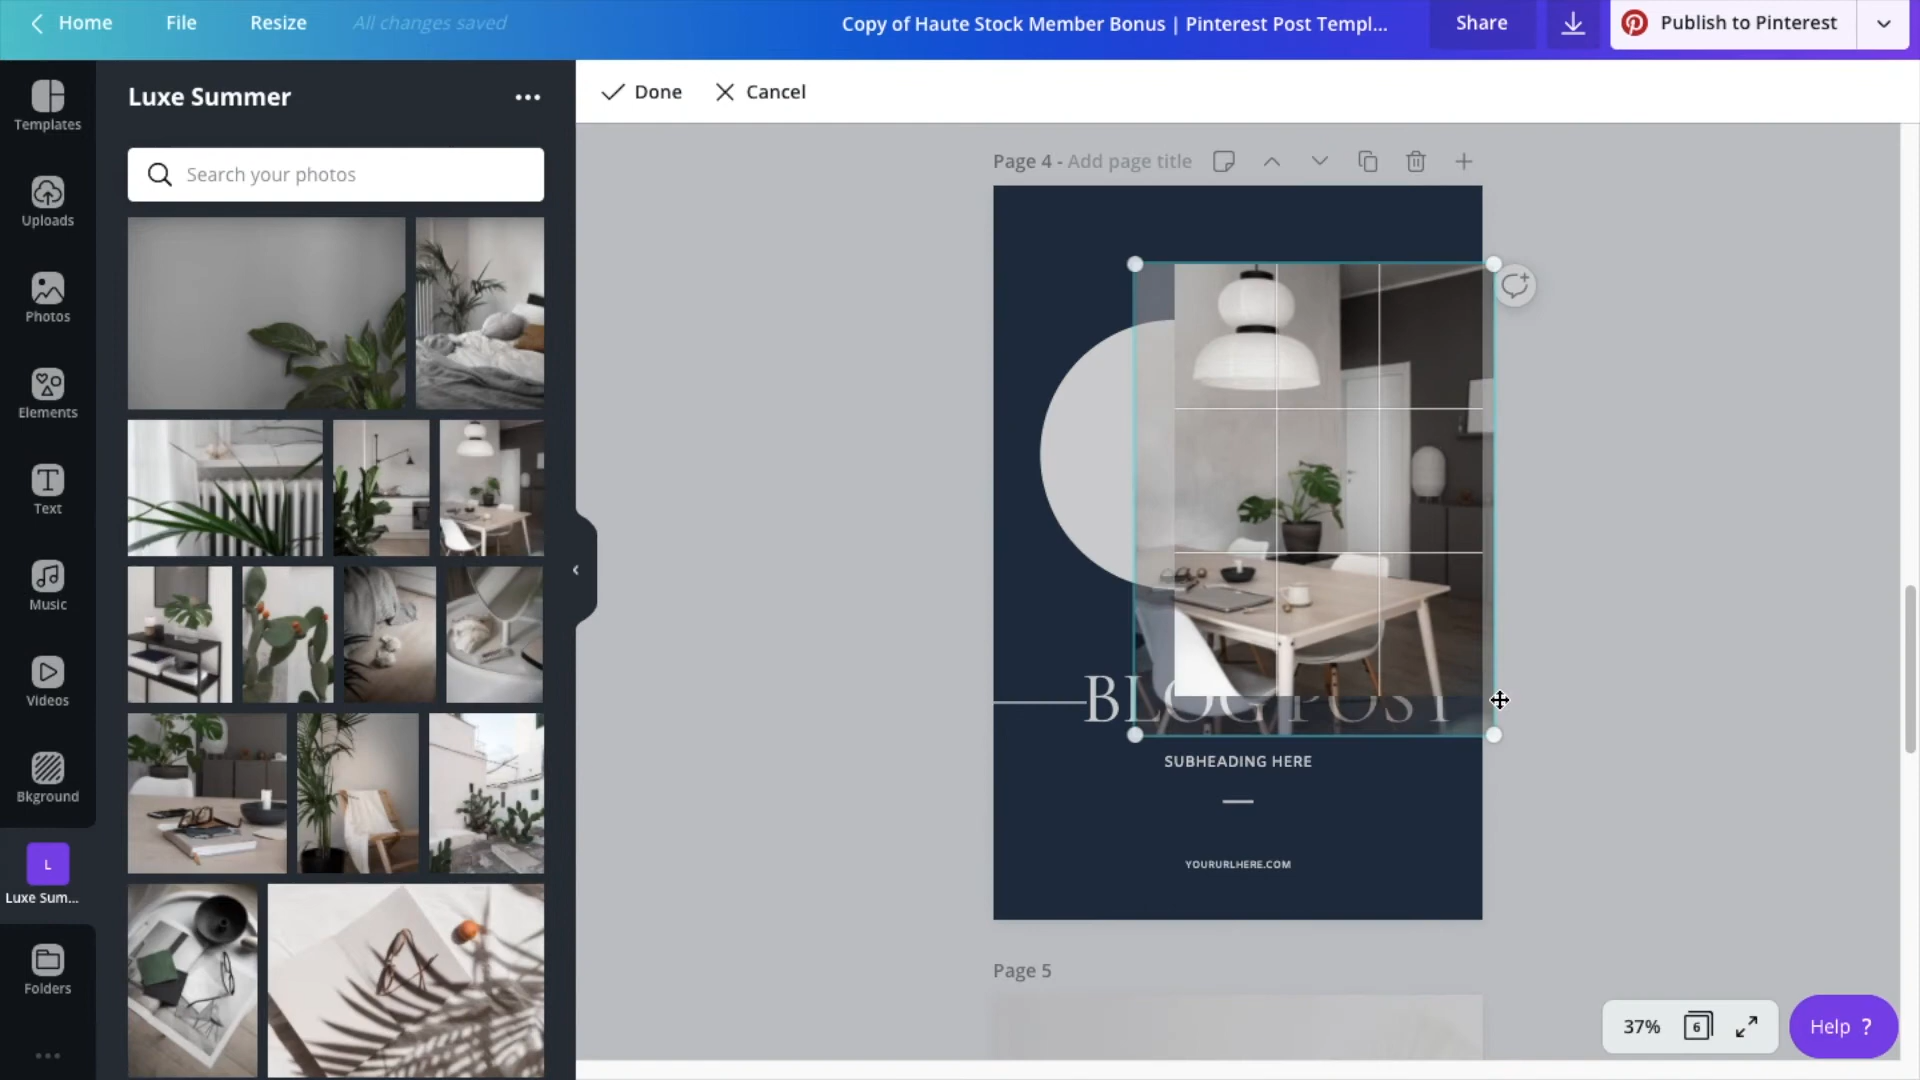 Home
File
Resize
All changes saved
Copy of Haute Stock Member Bonus | Pinterest Post Templ...
Share
Publish to Pinterest
Templates
Uploads
Photos
Elements
Text
Music
Videos
Bkground
L
Luxe Sum...
Folders
Luxe Summer
Search your photos
Done
Cancel
Page 4 - Add page title
BLOG POST
SUBHEADING HERE
YOURURLHERE.COM
Page 5
37%
6
Help ?